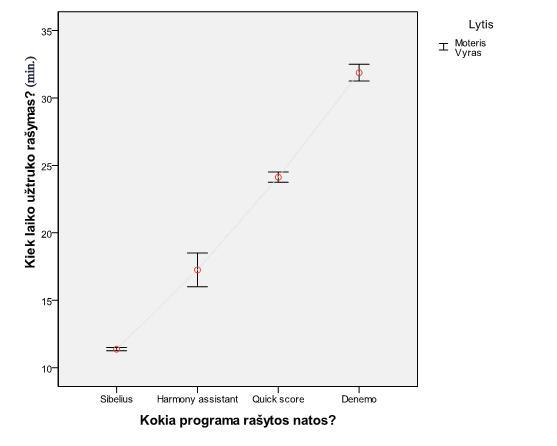 Lytis
Moteris
Vyras
Kiek laiko užtruko rašymas? (min.)
35
30
25
20
15
10
Sibelius
Harmony assistant
Quick score
Denemo
Kokia programa rašytos natos?